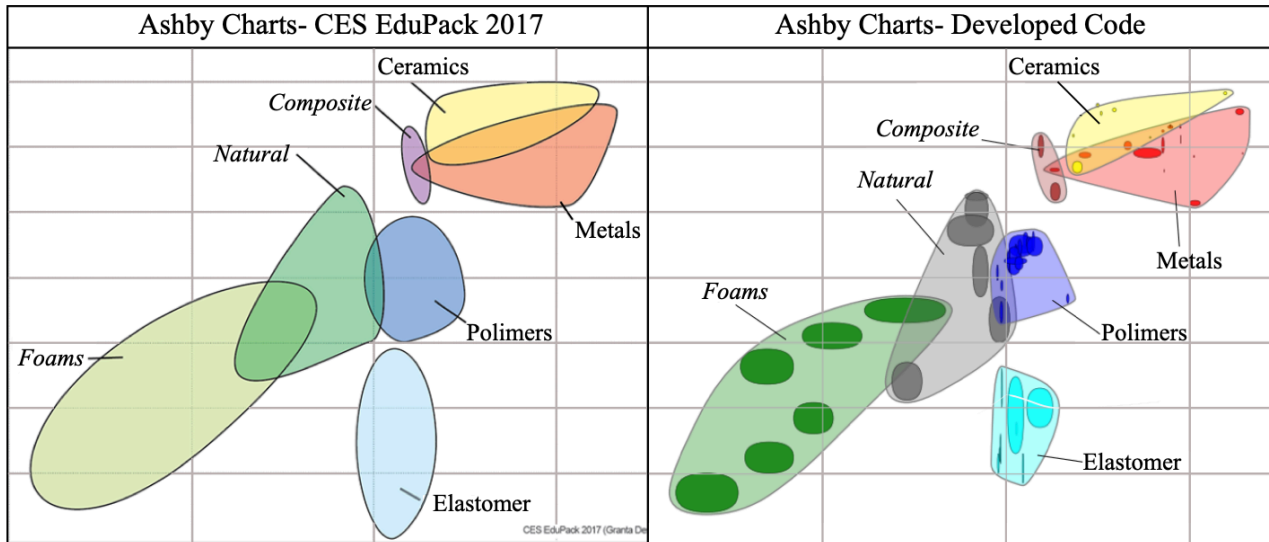 Ashby Charts- CES EduPack 2017
Ceramics
Composite
Natural
Metals
Foams
Polimers
Elastomer
CES EduPack 2017 (Granta De
Ashby Charts- Developed Code
Ceramics
Composite
Natural
Metals
Foams
Polimers
Elastomer